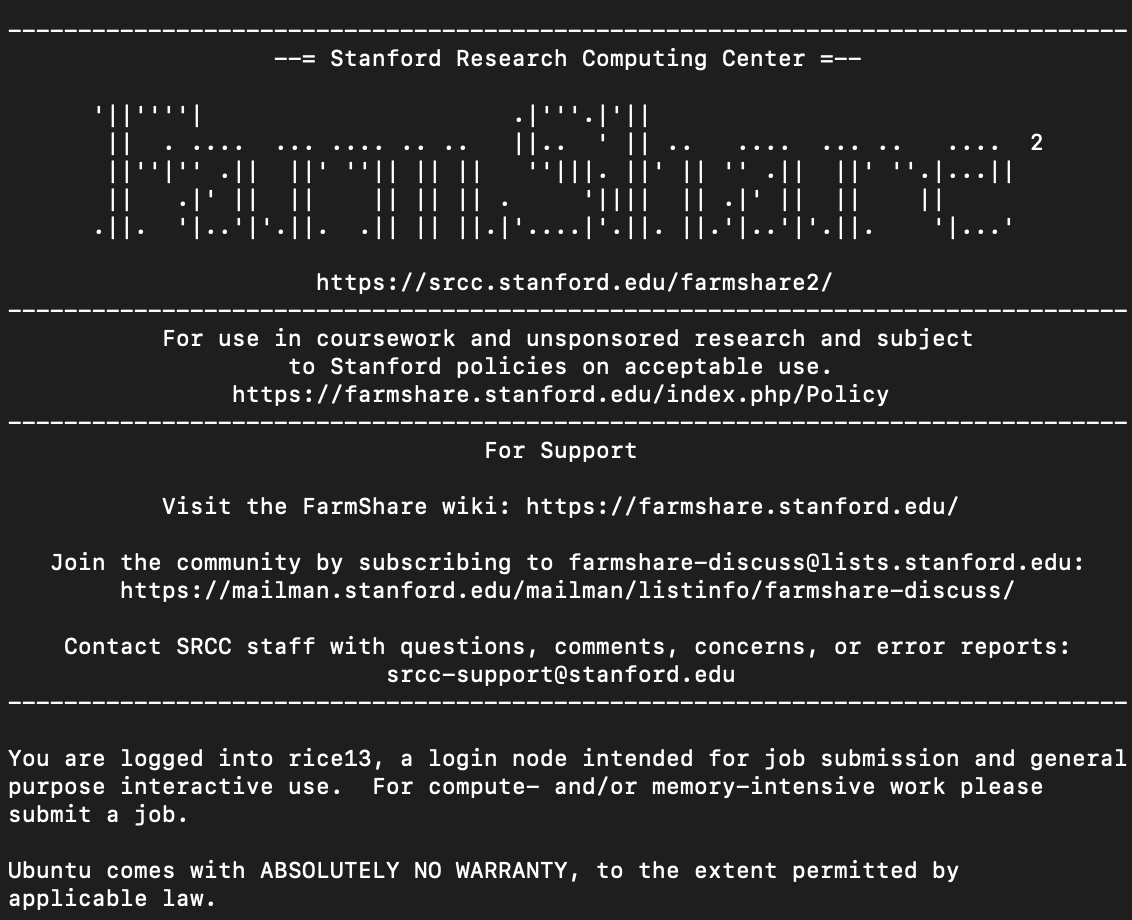 --= Stanford Research Computing Center =--
FarmShare 2
https://srcc.stanford.edu/farmshare2/
For use in coursework and unsponsored research and subject
to Stanford policies on acceptable use.
https://farmshare.stanford.edu/index.php/Policy
For Support
Visit the FarmShare wiki: https://farmshare.stanford.edu/
Join the community by subscribing to farmshare-discuss@lists.stanford.edu:
https://mailman.stanford.edu/mailman/listinfo/farmshare-discuss/
Contact SRCC staff with questions, comments, concerns, or error reports:
srcc-support@stanford.edu
You are logged into rice13, a login node intended for job submission and general
purpose interactive use.  For compute- and/or memory-intensive work please
submit a job.
Ubuntu comes with ABSOLUTELY NO WARRANTY, to the extent permitted by
applicable law.